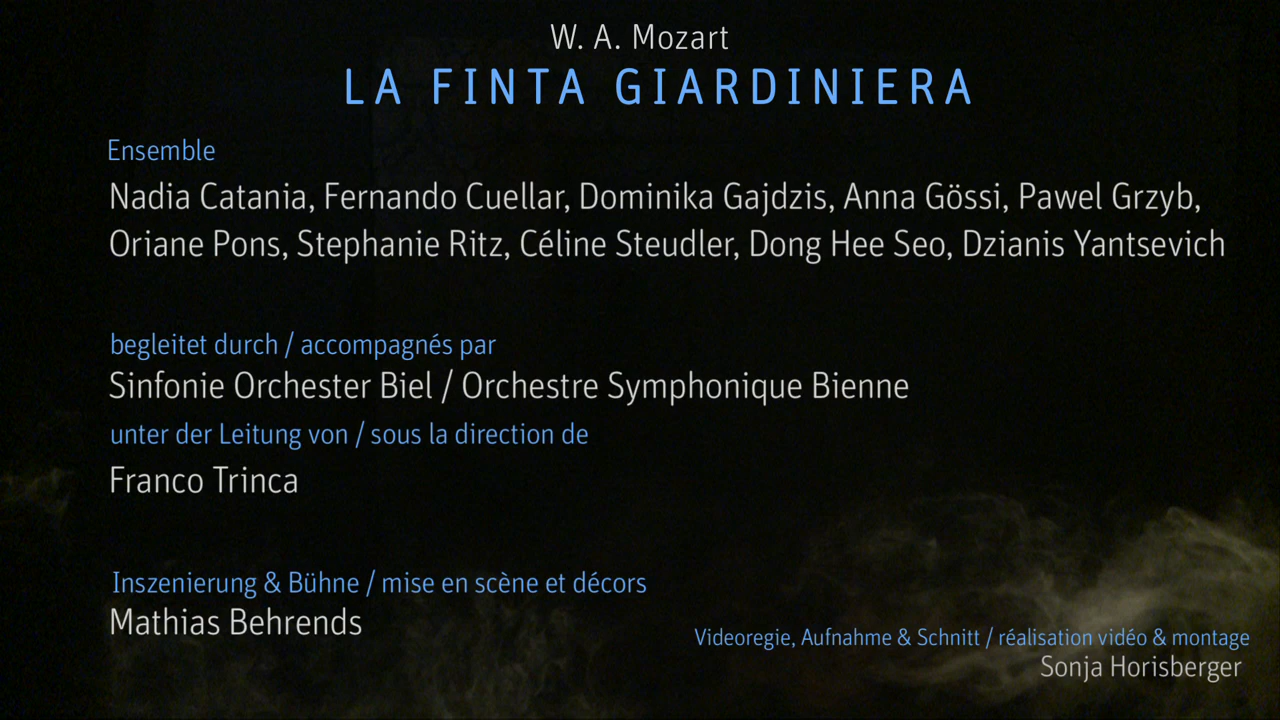 W. A. Mozart
LA FINTA GIARDINIERA
Ensemble
Nadia Catania, Fernando Cuellar, Dominika Gajdzis, Anna Gössi, Pawel Grzyb,
Oriane Pons, Stephanie Ritz, Céline Steudler, Dong Hee Seo, Dzianis Yantsevich
begleitet durch / accompagnés par
Sinfonie Orchester Biel / Orchestre Symphonique Bienne
unter der Leitung von / sous la direction de
Franco Trinca
Inszenierung & Bühne / mise en scène et décors
Mathias Behrends
Videoregie, Aufnahme & Schnitt / réalisation vidéo & montage
Sonja Horisberger